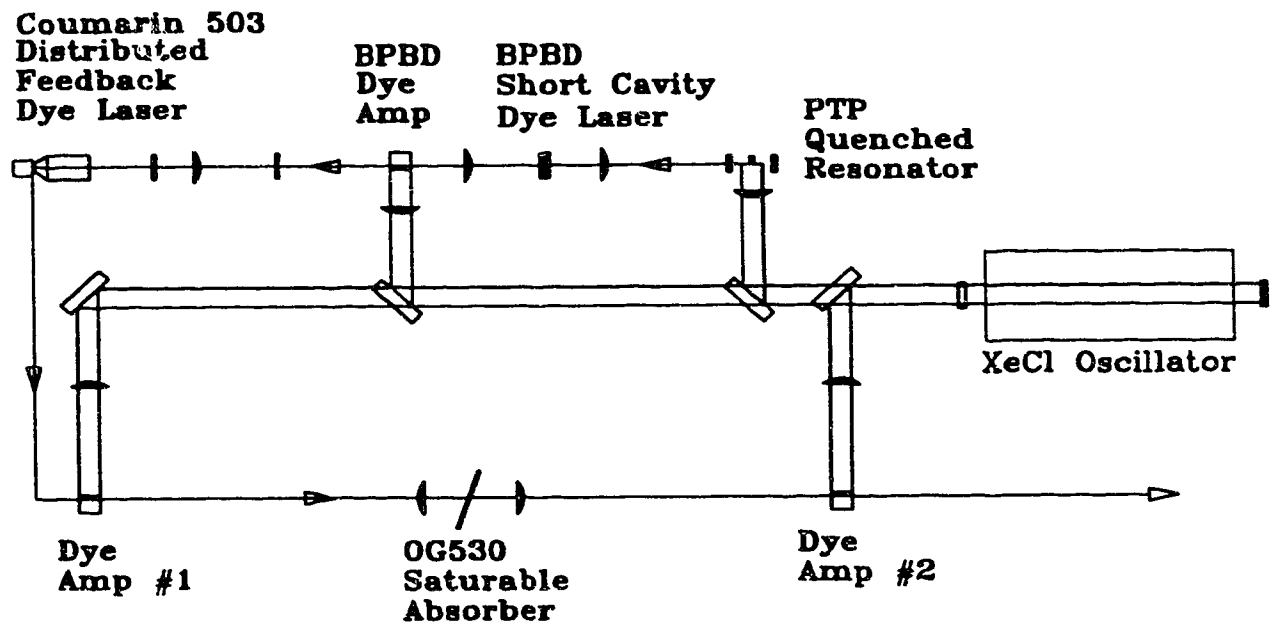 Coumarin 503
Distributed
Feedback
Dye Laser
BPBD
Dye
Amp
BPBD
Short Cavity
Dye Laser
PTP
Quenched
Resonator
XeCl Oscillator
Dye
Amp #1
OG530
Saturable
Absorber
Dye
Amp #2